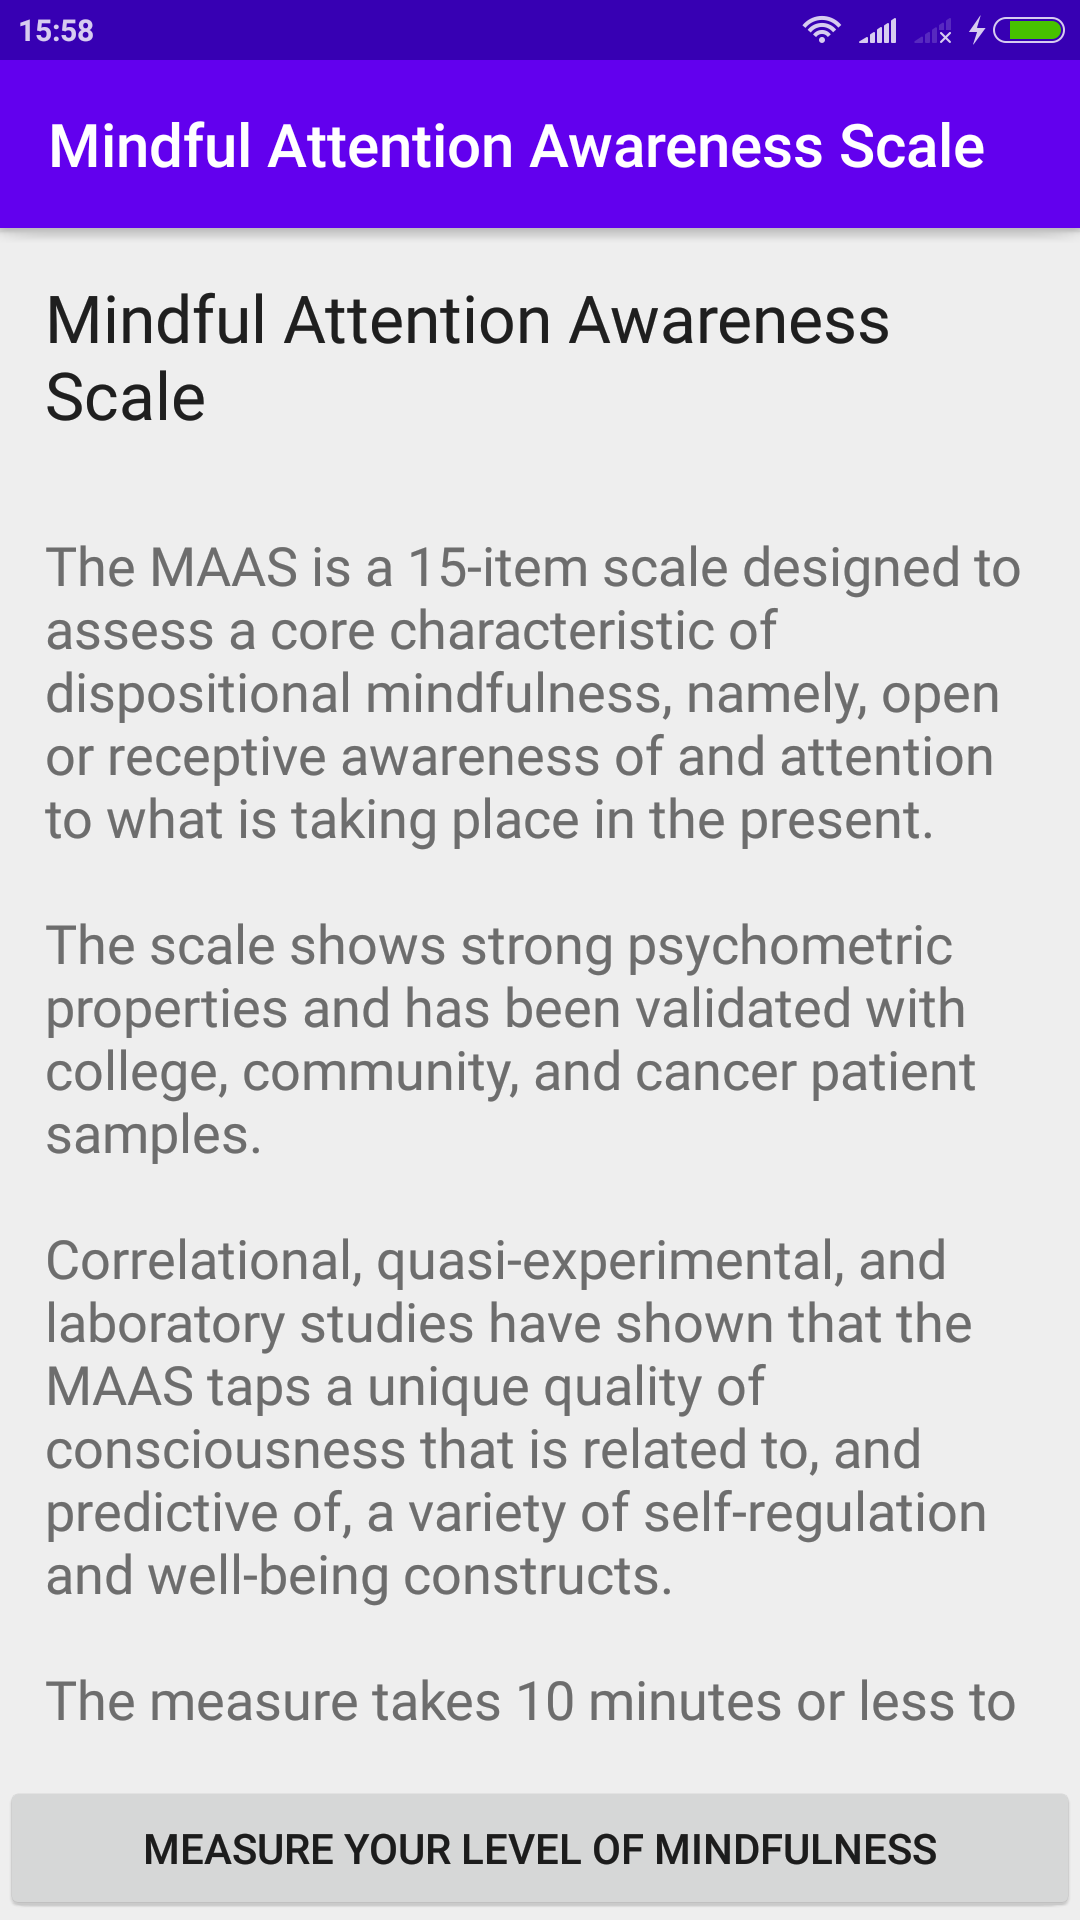 15:58
Mindful Attention Awareness Scale
Mindful Attention Awareness
Scale
The MAAS is a 15-item scale designed to
assess a core characteristic of
dispositional mindfulness, namely, open
or receptive awareness of and attention
to what is taking place in the present.
The scale shows strong psychometric
properties and has been validated with
college, community, and cancer patient
samples.
Correlational, quasi-experimental, and
laboratory studies have shown that the
MAAS taps a unique quality of
consciousness that is related to, and
predictive of, a variety of self-regulation
and well-being constructs.
The measure takes 10 minutes or less to
MEASURE YOUR LEVEL OF MINDFULNESS